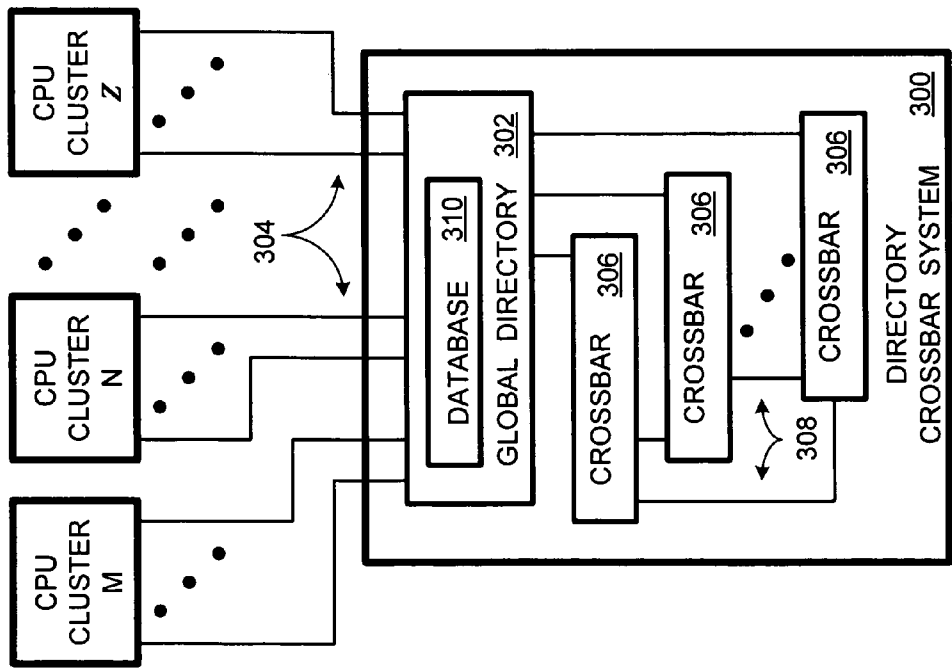 CPU
CLUSTER
M
CPU
CLUSTER
N
CPU
CLUSTER
Z
304
DATABASE 310
GLOBAL DIRECTORY 302
CROSSBAR 306
CROSSBAR 306
CROSSBAR 306
308
DIRECTORY
CROSSBAR SYSTEM 300